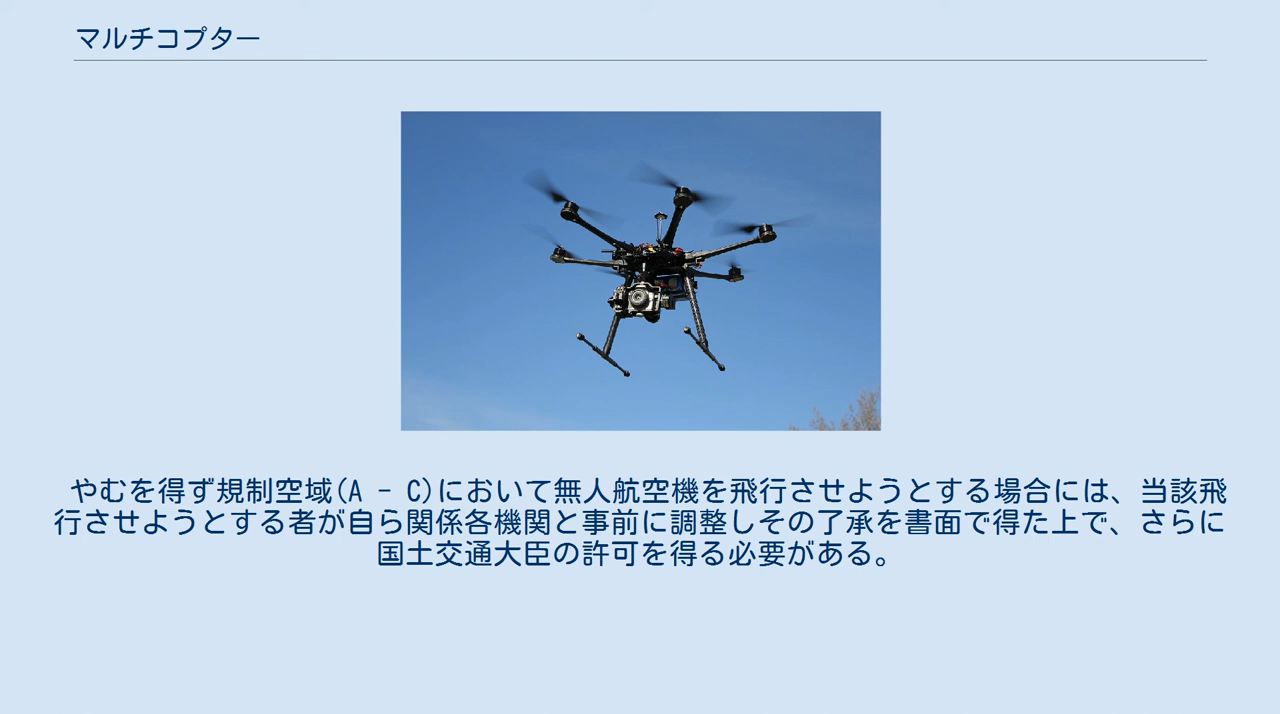 マルチコプター
やむを得ず規制空域(A - C)において無人航空機を飛行させようとする場合には、当該飛
行させようとする者が自ら関係各機関と事前に調整しその了承を書面で得た上で、さらに
国土交通大臣の許可を得る必要がある。